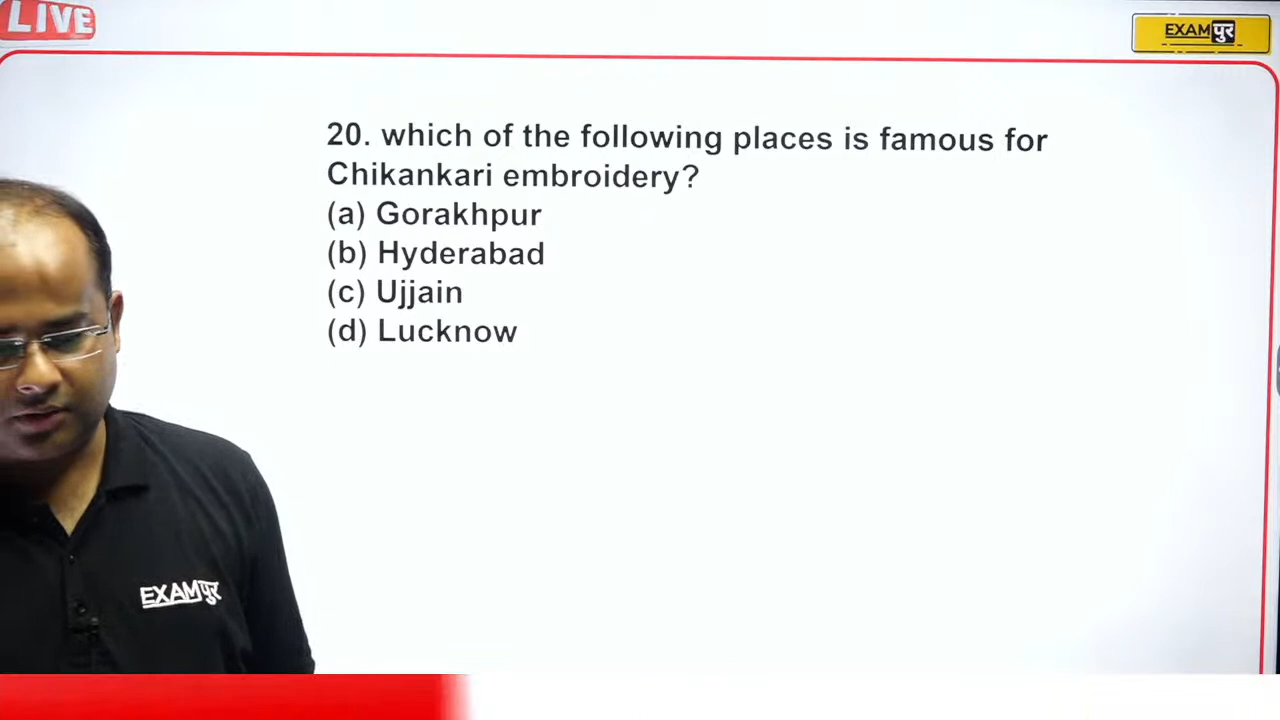 LIVE
EXAMपुर
20. which of the following places is famous for
Chikankari embroidery?
(a) Gorakhpur
(b) Hyderabad
(c) Ujjain
(d) Lucknow
EXAMपुर